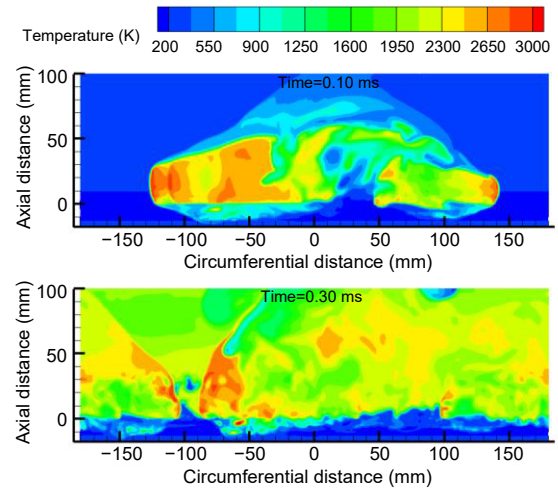 Temperature (K)
200 550 900 1250 1600 1950 2300 2650 3000
Time=0.10 ms
100
50
0
Axial distance (mm)
−150 −100 −50 0 50 100 150
Circumferential distance (mm)
Time=0.30 ms
100
50
0
Axial distance (mm)
−150 −100 −50 0 50 100 150
Circumferential distance (mm)